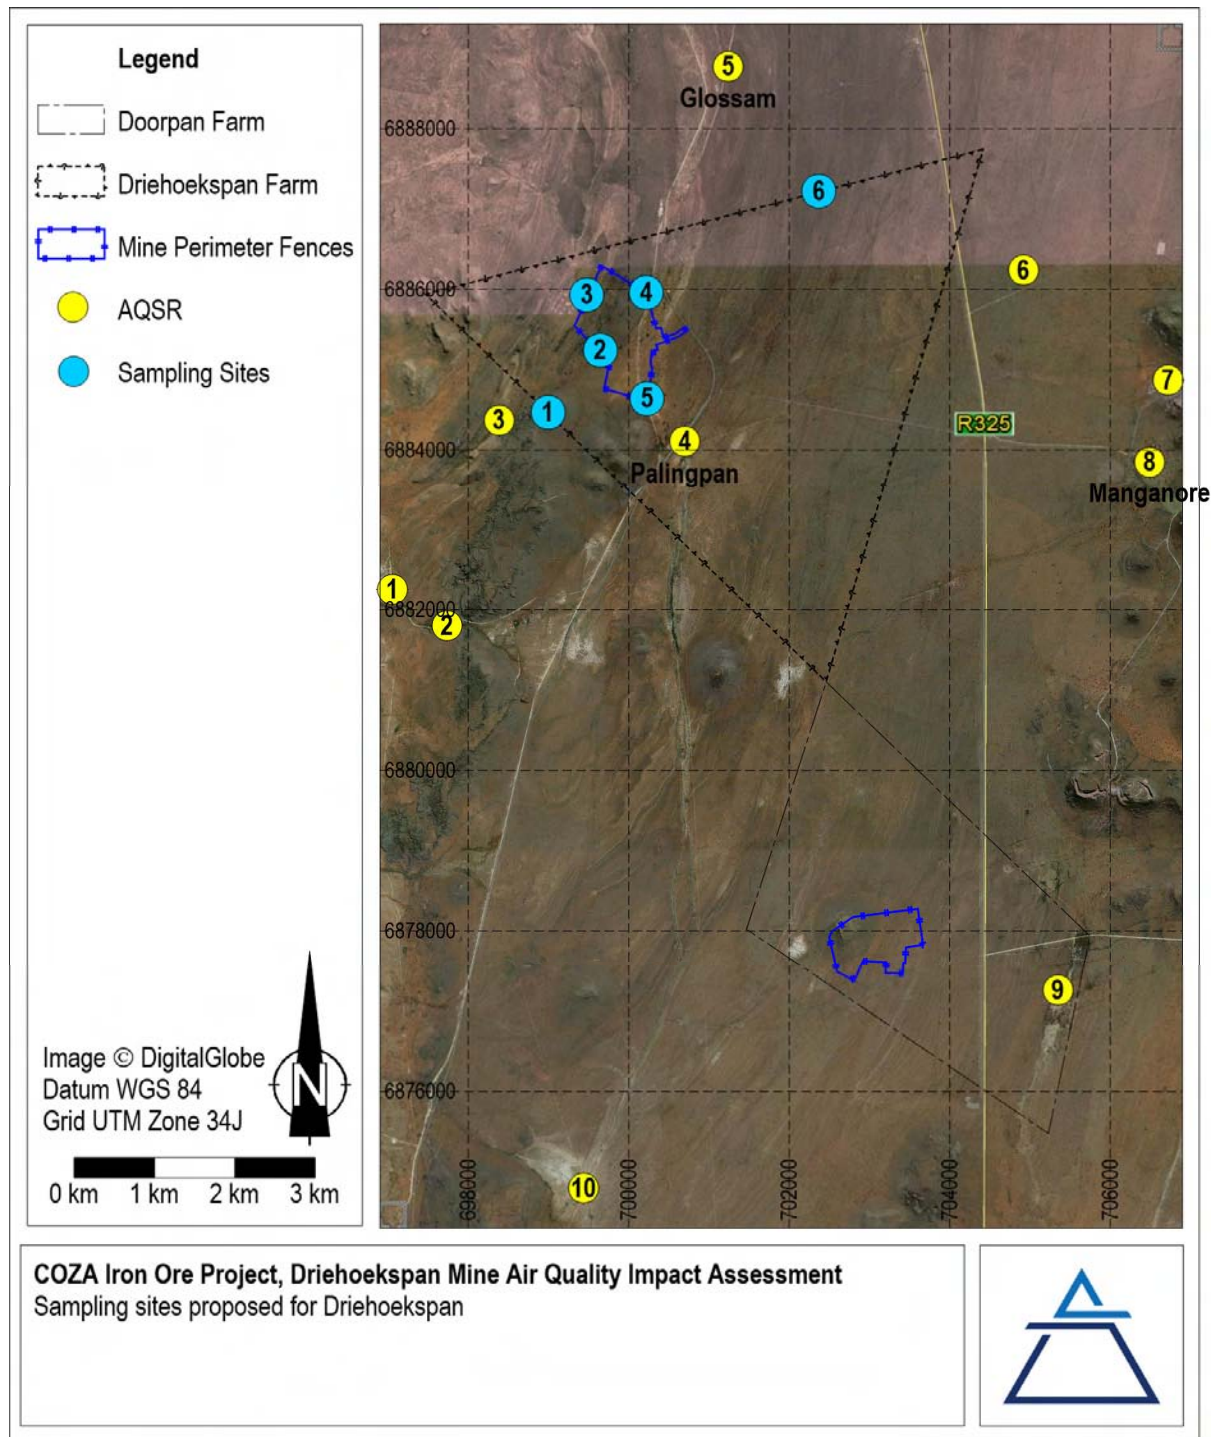 Legend
Doorpan Farm
Driehoekspan Farm
Mine Perimeter Fences
AQSR
Sampling Sites
Image © DigitalGlobe
Datum WGS 84
Grid UTM Zone 34J
N
0 km 1 km 2 km 3 km
5
Glossam
6888000
6
6
6886000
3
4
2
7
1
5
3
R325
4
6884000
8
Palingpan
Manganore
1
6882000
2
6880000
6878000
9
6876000
698000
700000
702000
704000
706000
10
COZA Iron Ore Project, Driehoekspan Mine Air Quality Impact Assessment
Sampling sites proposed for Driehoekspan